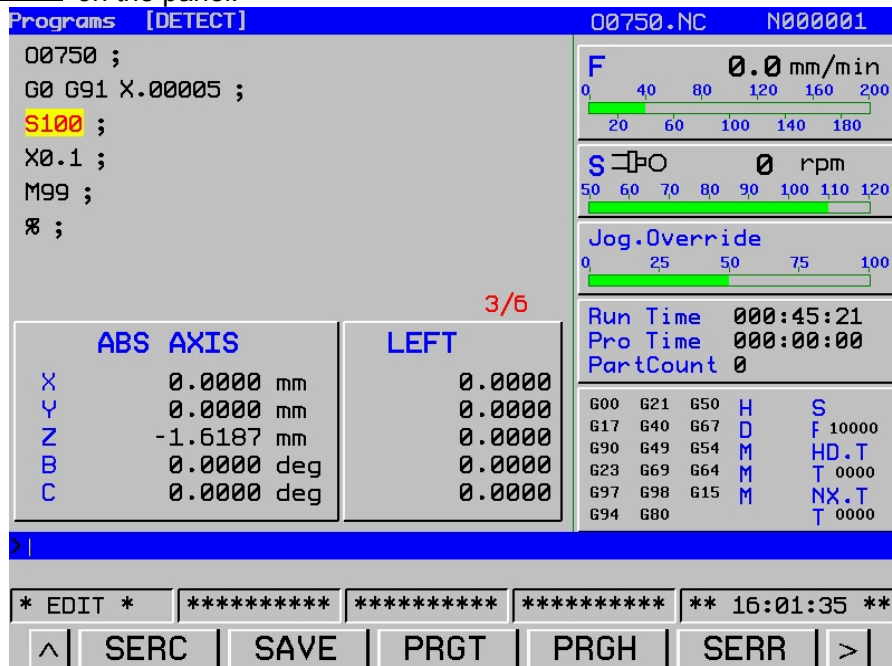 on the panel.
Programs [DETECT] O0750.NC N000001
O0750 ;
G0 G91 X.00005 ;
S100 ;
X0.1 ;
M99 ;
% ;
3/6
F 0.0 mm/min
0 40 80 120 160 200
20 60 100 140 180
S 0 rpm
50 60 70 80 90 100 110 120
Jog.Override
0 25 50 75 100
Run Time 000:45:21
Pro Time 000:00:00
PartCount 0
ABS AXIS LEFT
X 0.0000 mm 0.0000
Y 0.0000 mm 0.0000
Z -1.6187 mm 0.0000
B 0.0000 deg 0.0000
C 0.0000 deg 0.0000
G00 G21 G50 H S
G17 G40 G67 D F 10000
G90 G49 G54 M HD.T
G23 G69 G64 M T 0000
G97 G98 G15 M NX.T
G94 G80 T 0000
>|
* EDIT * ********** ********** ********** ** 16:01:35 **
^ SERC SAVE PRGT PRGH SERR >